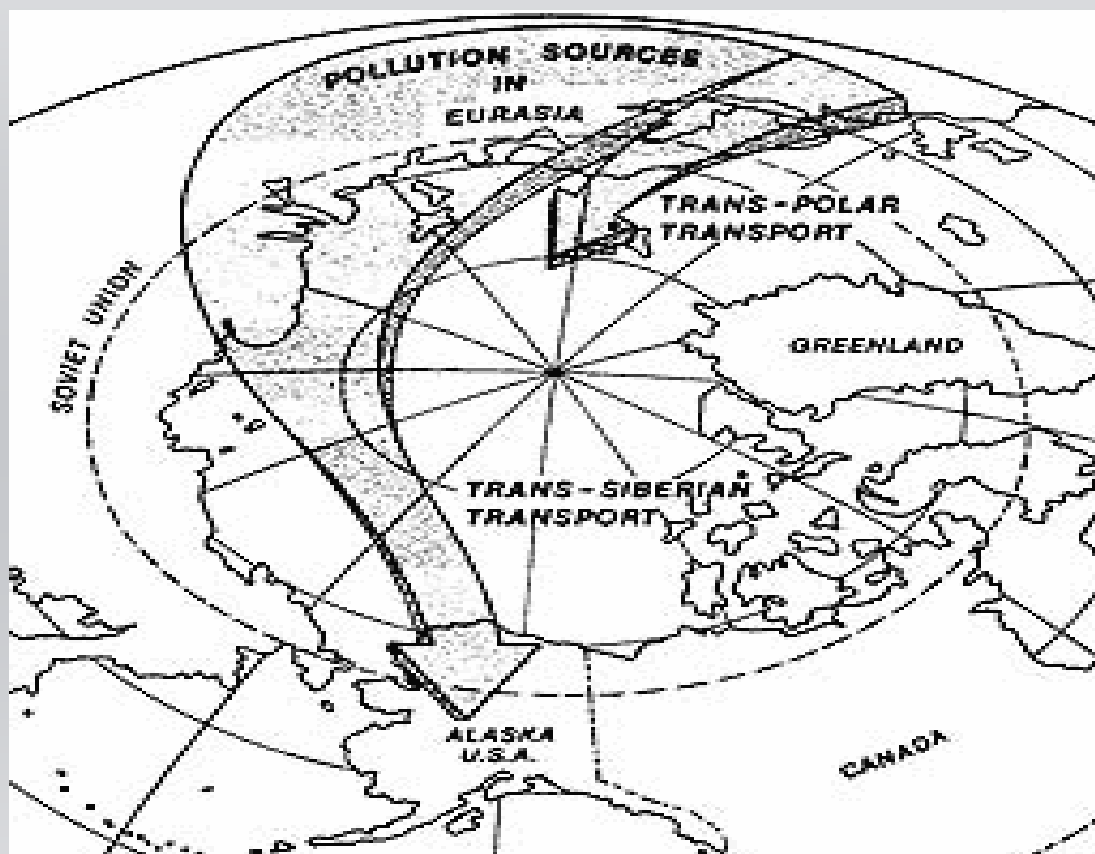 POLLUTION SOURCES
IN
EURASIA
TRANS-POLAR
TRANSPORT
SOVIET UNION
GREENLAND
TRANS-SIBERIAN
TRANSPORT
ALASKA
U.S.A.
CANADA